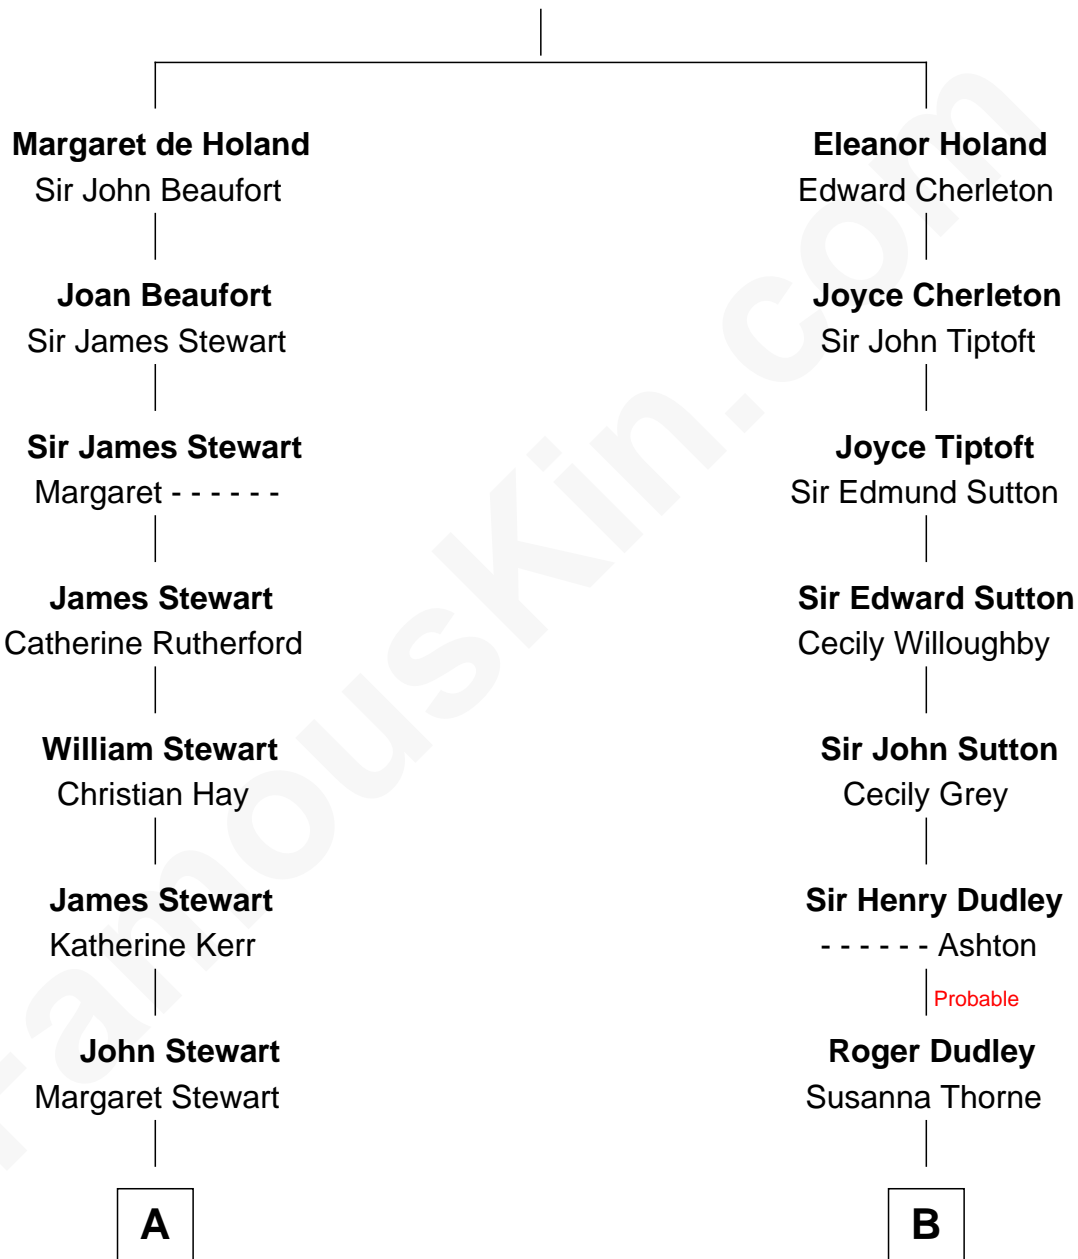 Margaret de Holand
Sir John Beaufort
Joan Beaufort
Sir James Stewart
Sir James Stewart
Margaret - - - - - -
James Stewart
Catherine Rutherford
William Stewart
Christian Hay
James Stewart
Katherine Kerr
John Stewart
Margaret Stewart
A
Eleanor Holand
Edward Cherleton
Joyce Cherleton
Sir John Tiptoft
Joyce Tiptoft
Sir Edmund Sutton
Sir Edward Sutton
Cecily Willoughby
Sir John Sutton
Cecily Grey
Sir Henry Dudley
- - - - - - Ashton
Probable
Roger Dudley
Susanna Thorne
B
FamousKin.com